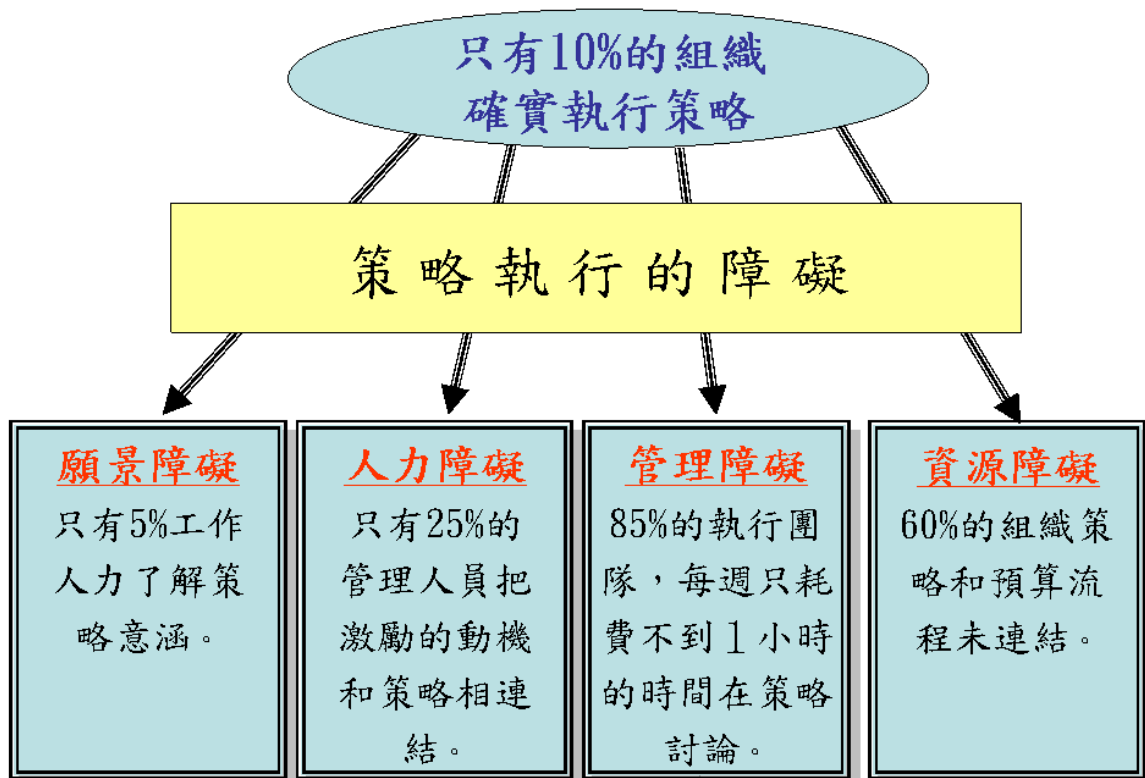 只有10%的組織
確實執行策略
策略執行的障礙
願景障礙
只有5%工作
人力了解策
略意涵。
人力障礙
只有25%的
管理人員把
激勵的動機
和策略相連
結。
管理障礙
85%的執行團
隊，每週只耗
費不到1小時
的時間在策略
討論。
資源障礙
60%的組織策
略和預算流
程未連結。